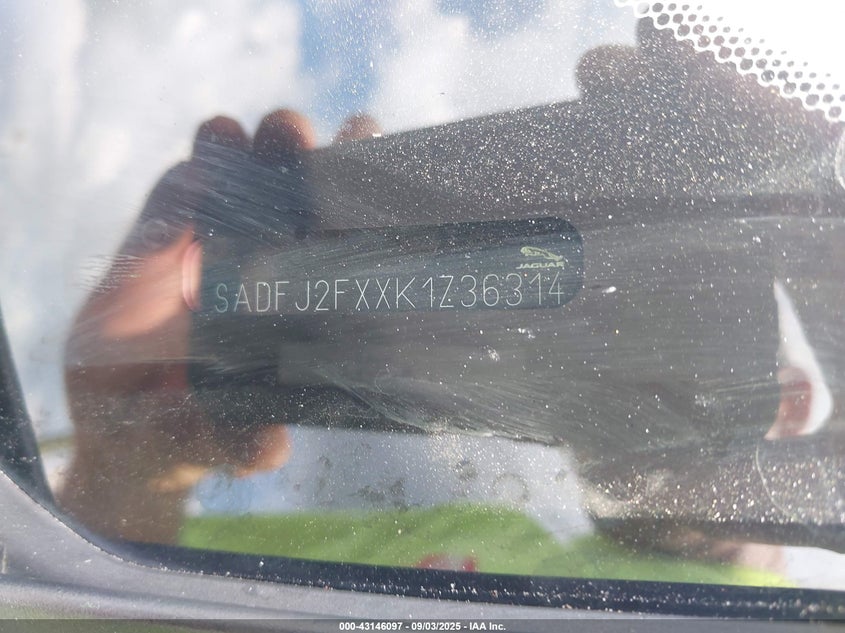 JAGUAR
SADFJ2FXXK1Z36314
000-43146097 - 09/03/2025 - IAA Inc.